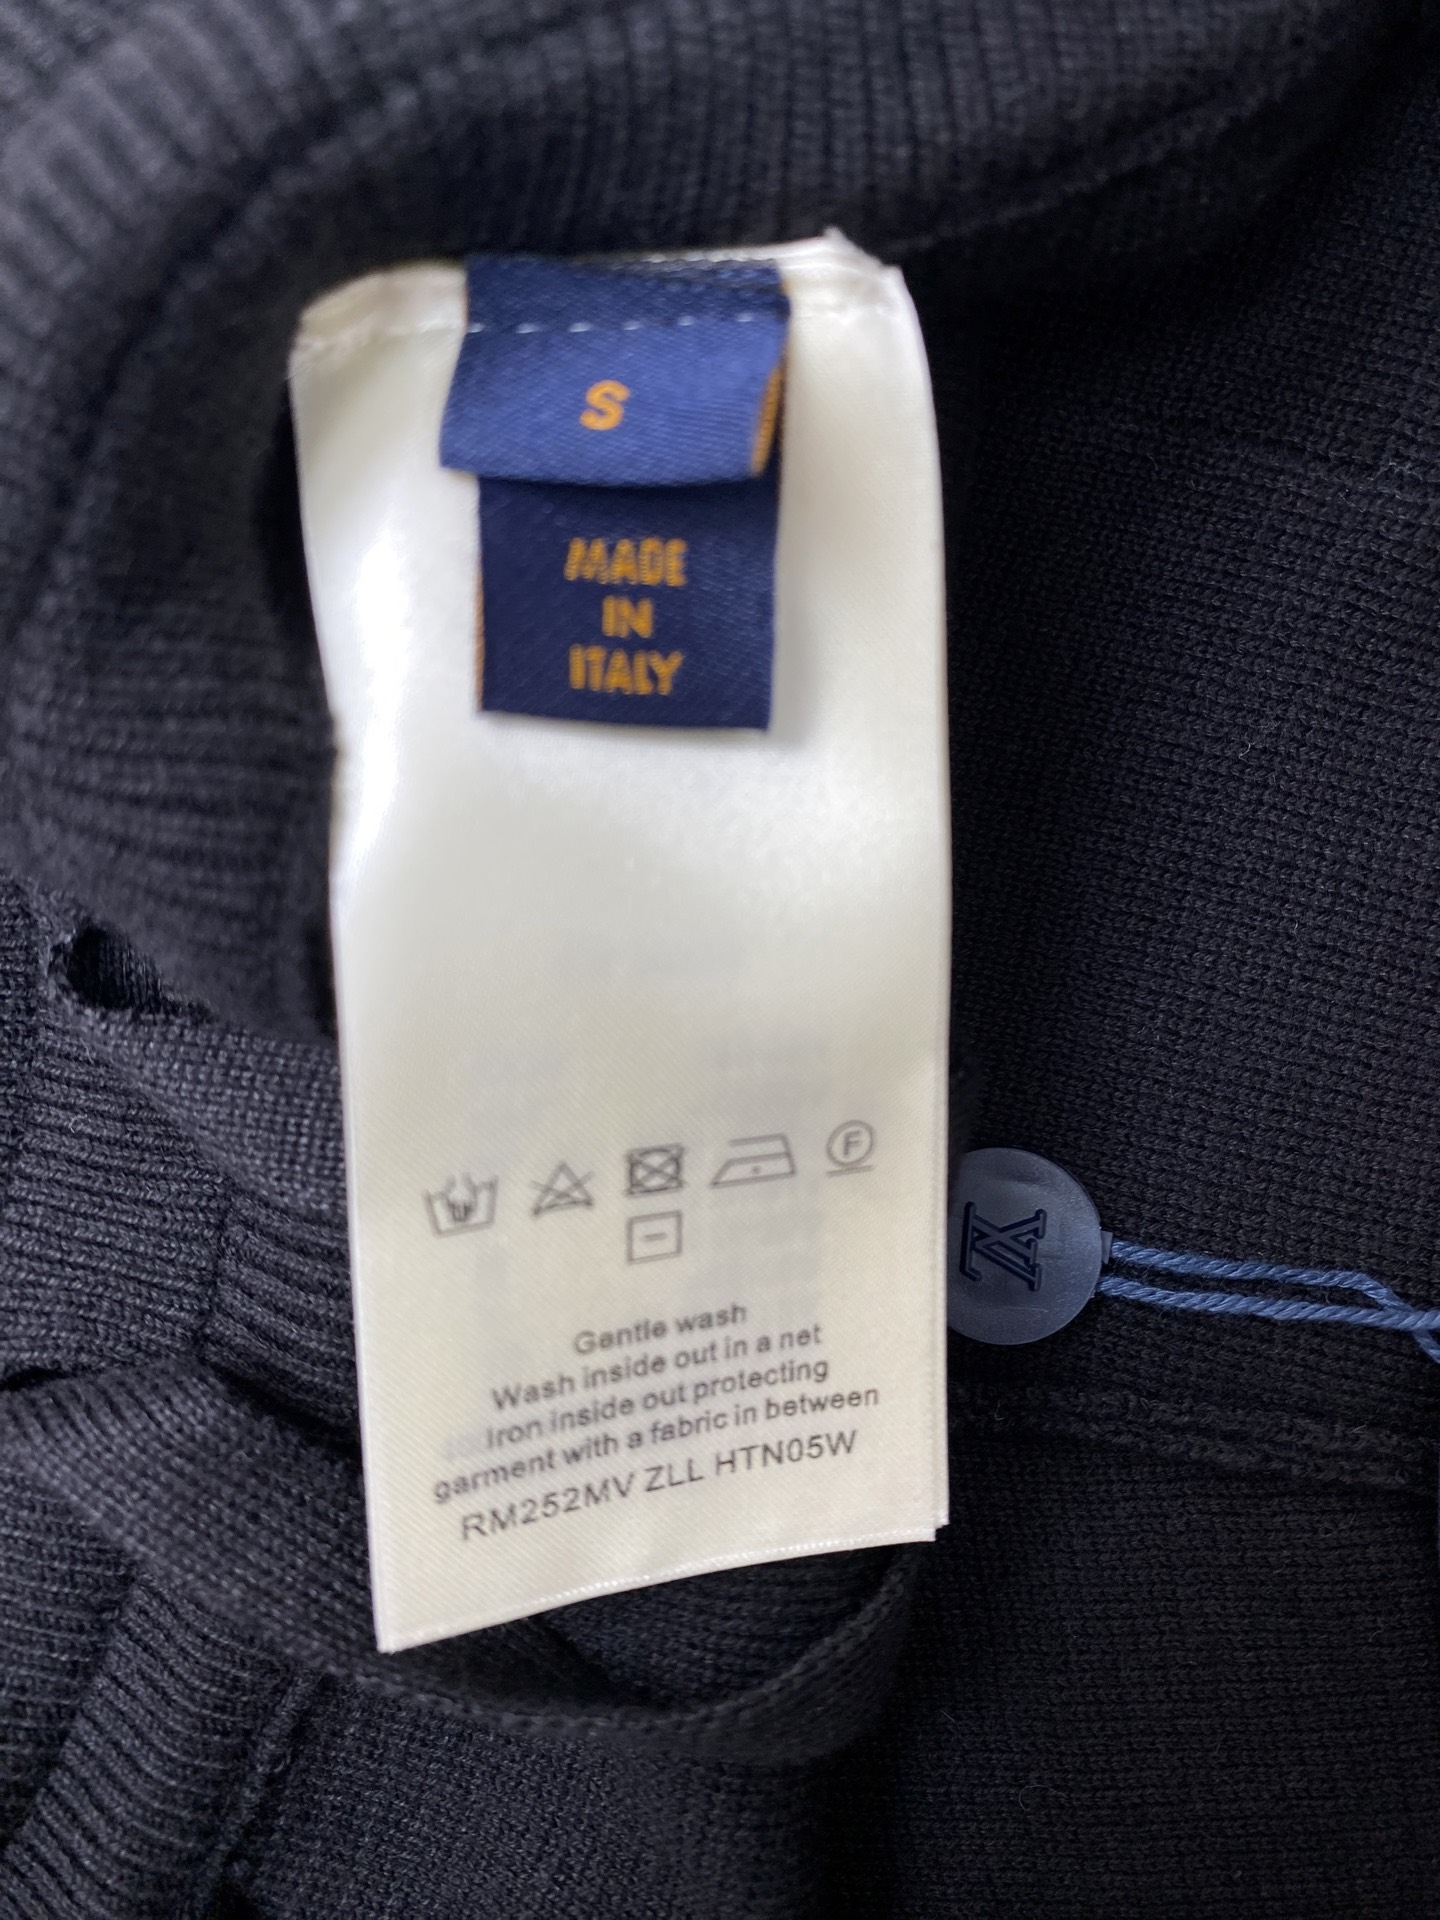 S
MADE
IN
ITALY
F
Gentle wash
Wash inside out in a net
Iron inside out protecting
garment with a fabric in between
RM252MV ZLL HTN05W
LV